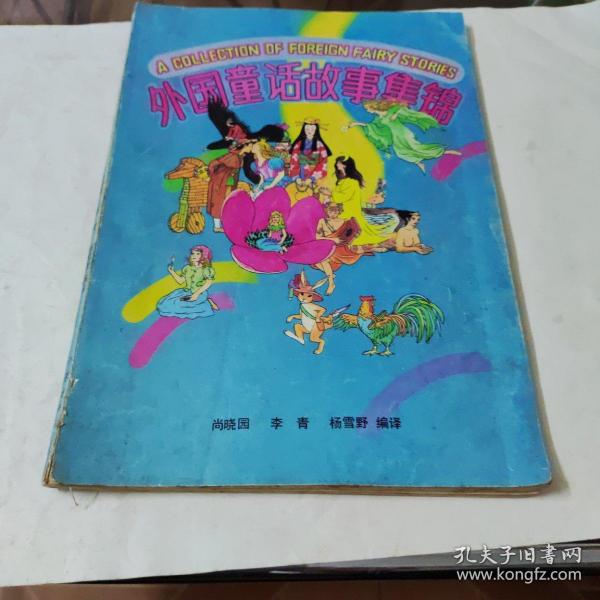 A COLLECTION OF FOREIGN FAIRY STORIES
外国童话故事集锦
尚晓园 李青 杨雪野 编译
孔夫子旧书网
www.kongfz.com